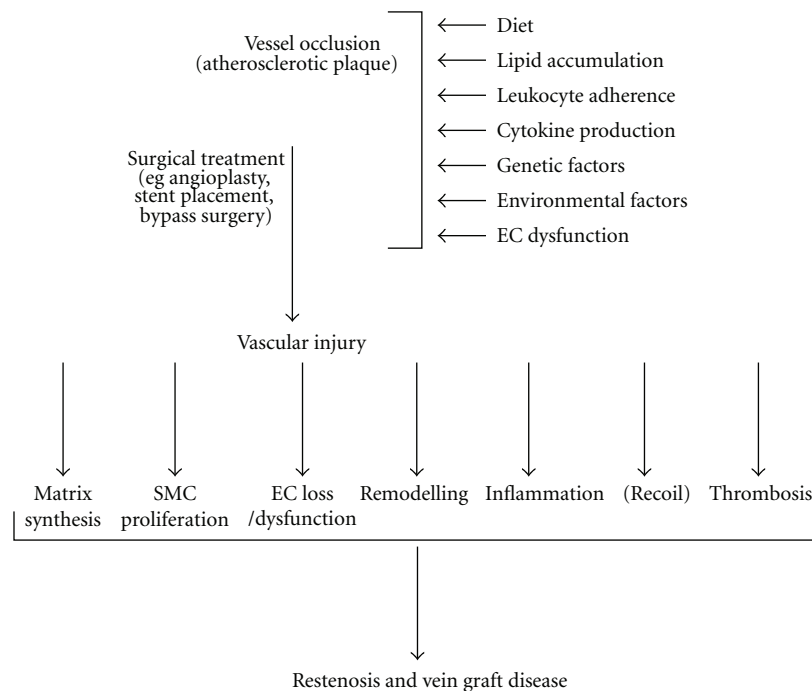 Vessel occlusion
(atherosclerotic plaque)
Diet
Lipid accumulation
Leukocyte adherence
Cytokine production
Genetic factors
Environmental factors
EC dysfunction
Surgical treatment
(eg angioplasty,
stent placement,
bypass surgery)
Vascular injury
Matrix
synthesis
SMC
proliferation
EC loss
/dysfunction
Remodelling
Inflammation
(Recoil)
Thrombosis
Restenosis and vein graft disease